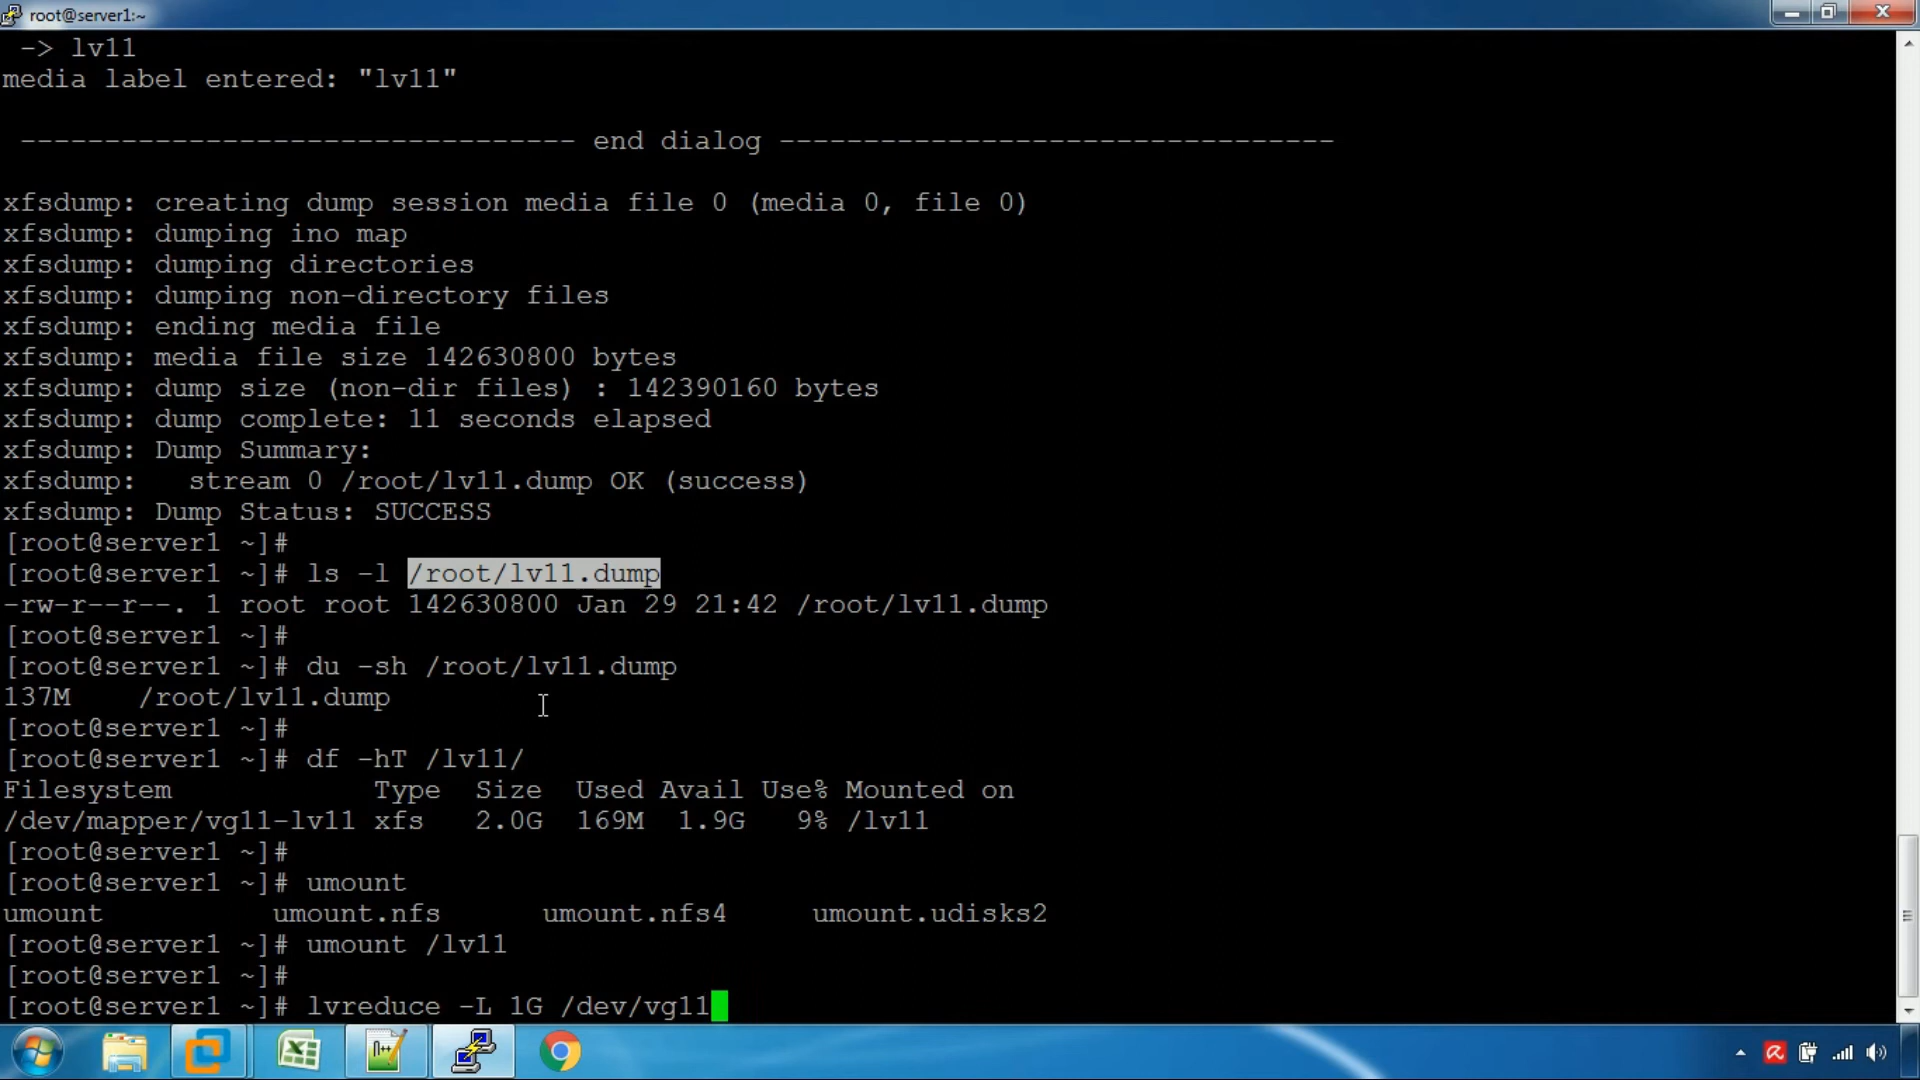 root@server1:~
-> lv11
media label entered: "lv11"
--------------------------------- end dialog ---------------------------------
xfsdump: creating dump session media file 0 (media 0, file 0)
xfsdump: dumping ino map
xfsdump: dumping directories
xfsdump: dumping non-directory files
xfsdump: ending media file
xfsdump: media file size 142630800 bytes
xfsdump: dump size (non-dir files) : 142390160 bytes
xfsdump: dump complete: 11 seconds elapsed
xfsdump: Dump Summary:
xfsdump:   stream 0 /root/lv11.dump OK (success)
xfsdump: Dump Status: SUCCESS
[root@server1 ~]#
[root@server1 ~]# ls -l /root/lv11.dump
-rw-r--r--. 1 root root 142630800 Jan 29 21:42 /root/lv11.dump
[root@server1 ~]#
[root@server1 ~]# du -sh /root/lv11.dump
137M    /root/lv11.dump
[root@server1 ~]#
[root@server1 ~]# df -hT /lv11/
Filesystem            Type  Size  Used Avail Use% Mounted on
/dev/mapper/vg11-lv11 xfs   2.0G  169M  1.9G   9% /lv11
[root@server1 ~]#
[root@server1 ~]# umount
umount          umount.nfs      umount.nfs4     umount.udisks2
[root@server1 ~]# umount /lv11
[root@server1 ~]#
[root@server1 ~]# lvreduce -L 1G /dev/vg11